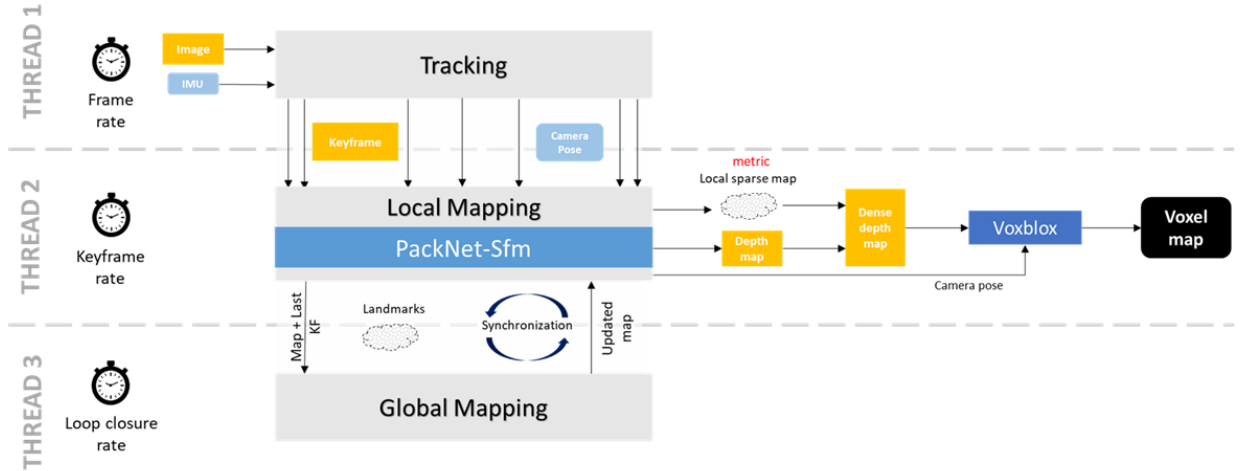 THREAD 1
Frame
rate
Image
IMU
Tracking
Keyframe
Camera
Pose
THREAD 2
Keyframe
rate
Local Mapping
PackNet-Sfm
metric
Local sparse map
Depth
map
Dense
depth
map
Voxblox
Voxel
map
Camera pose
Map + Last
KF
Landmarks
Synchronization
Updated
map
THREAD 3
Loop closure
rate
Global Mapping